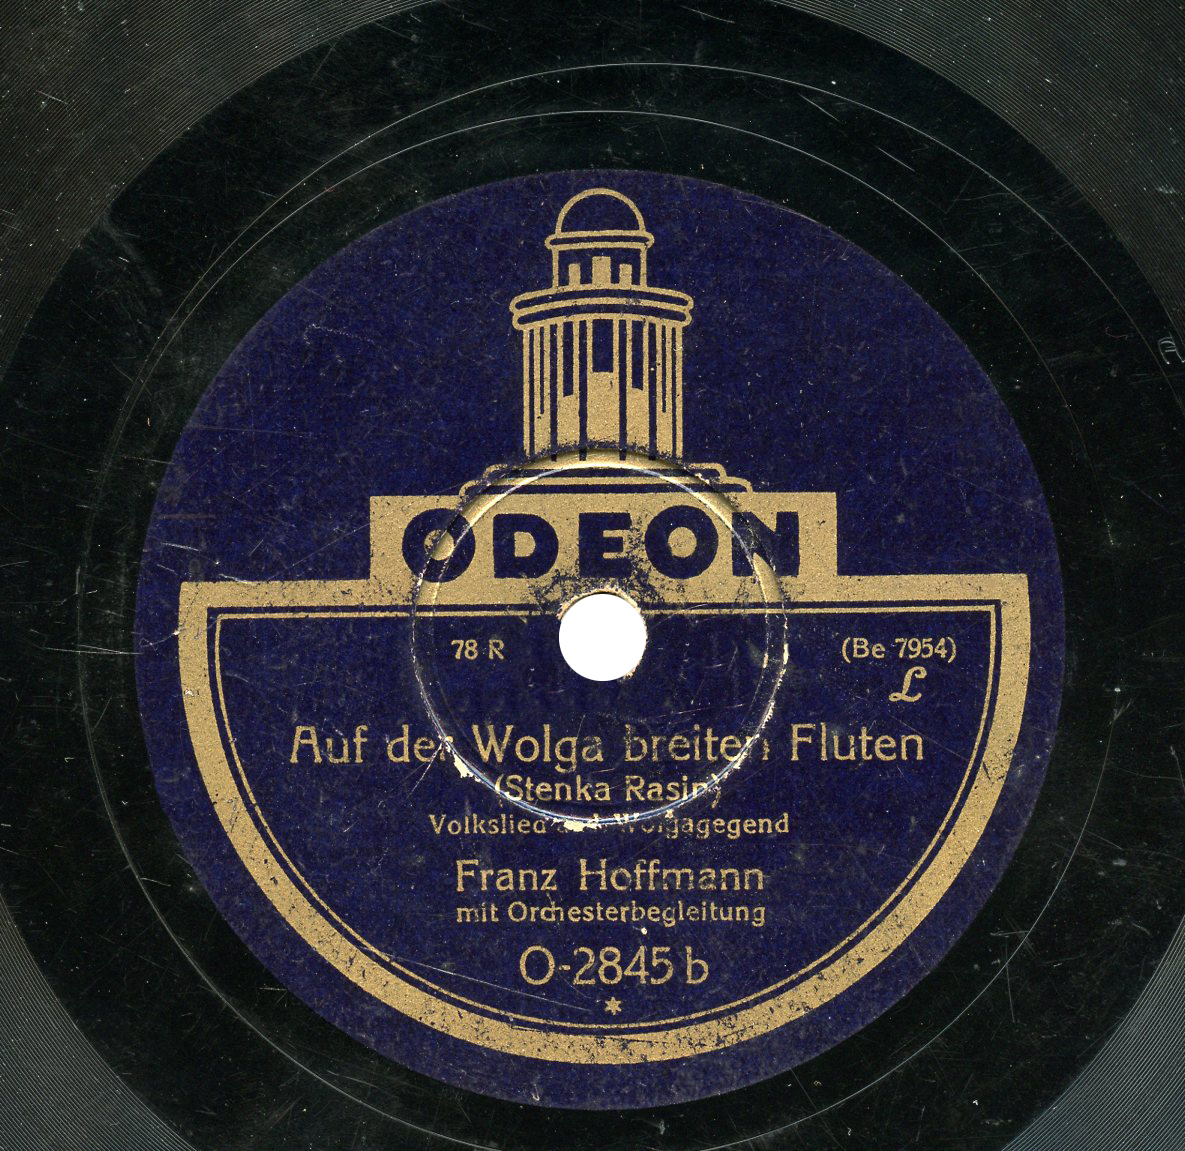 ODEON
78 R
(Be 7954)
L
Auf der Wolga breiten Fluten
(Stenka Rasin)
Volkslied a.d. Wolgagegend
Franz Hoffmann
mit Orchesterbegleitung
O-2845 b